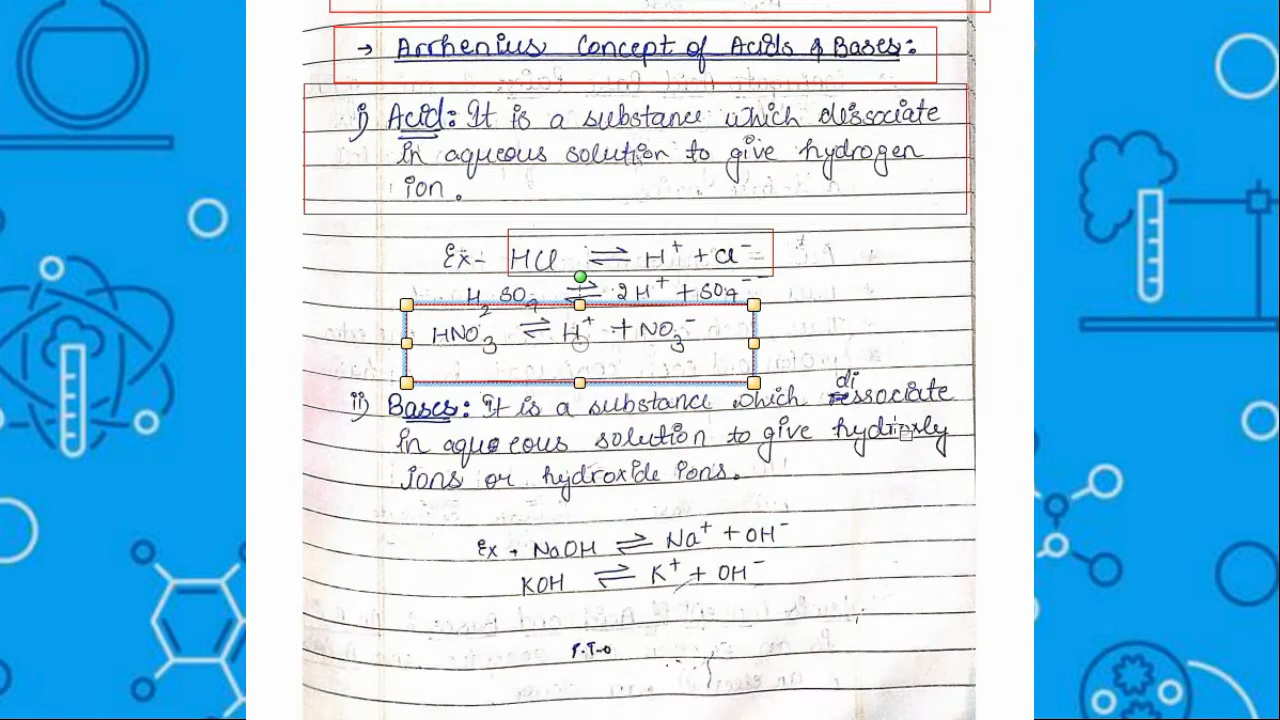 → Arrhenius Concept of Acids & Bases:
i) Acid: It is a substance which dessociate
in aqueous solution to give hydrogen
ion.
Ex- HCl ⇌ H⁺ + Cl⁻
H₂SO₄ ⇌ 2H⁺ + SO₄⁻⁻
HNO₃ ⇌ H⁺ + NO₃⁻
ii) Bases: It is a substance which dissociate
in aqueous solution to give
ions or hydroxide ions.
Ex → NaOH ⇌ Na⁺ + OH⁻
KOH ⇌ K⁺ + OH⁻
P.T.O